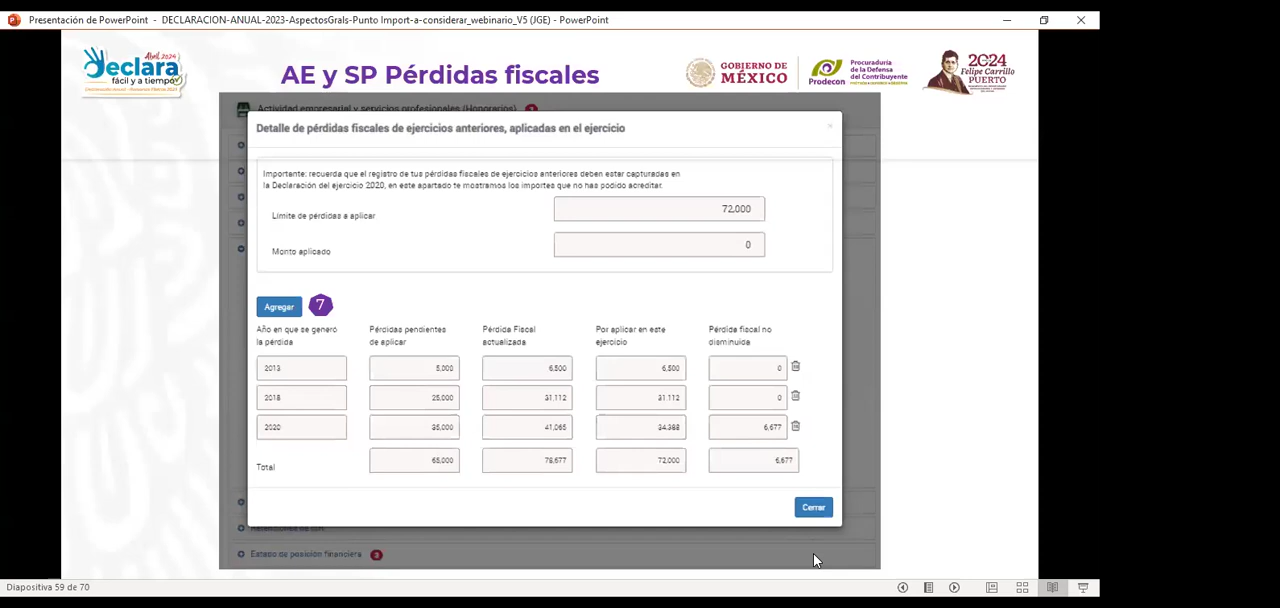 Presentación de PowerPoint - DECLARACION-ANUAL-2023-AspectosGrals-Punto Import-a-considerar_webinario_V5 (JGE) - PowerPoint
Abril 2024
Declara
fácil y a tiempo
AE y SP Pérdidas fiscales
GOBIERNO DE
MÉXICO
Prodecon
Procuraduría
de la Defensa
del Contribuyente
2024
Felipe Carrillo
PUERTO
Actividad empresarial y servicios profesionales (Honorarios)
Detalle de pérdidas fiscales de ejercicios anteriores, aplicadas en el ejercicio ×
Importante: recuerda que el registro de tus pérdidas fiscales de ejercicios anteriores deben estar capturadas en
la Declaración del ejercicio 2020, en este apartado te mostramos los importes que no has podido acreditar.
Límite de pérdidas a aplicar 72,000
Monto aplicado 0
Agregar 7
Año en que se generó la pérdida Pérdidas pendientes de aplicar Pérdida Fiscal actualizada Por aplicar en este ejercicio Pérdida fiscal no disminuida
2013 5,000 6,500 6,500 0
2018 25,000 31,112 31,112 0
2020 35,000 41,065 34,388 6,677
Total 65,000 78,677 72,000 6,677
Cerrar
Estado de posición financiera 3
Diapositiva 59 de 70